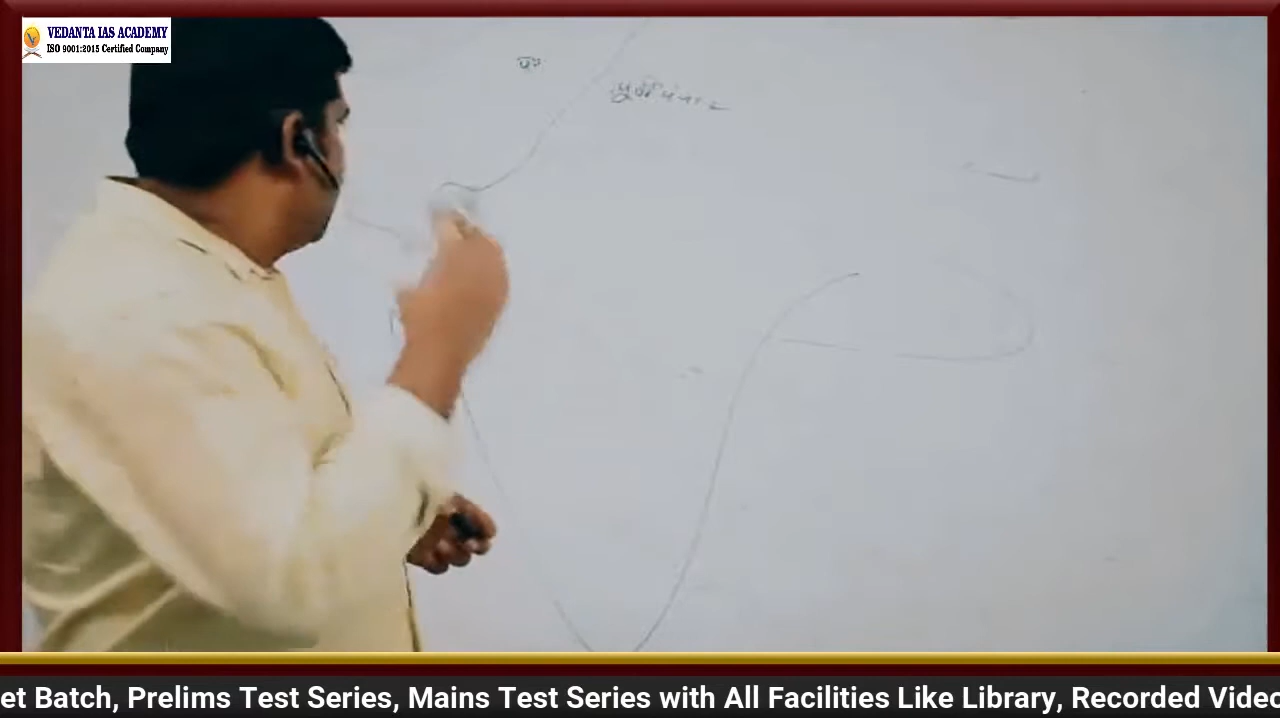 VEDANTA IAS ACADEMY
ISO 9001:2015 Certified Company
et Batch, Prelims Test Series, Mains Test Series with All Facilities Like Library, Recorded Video